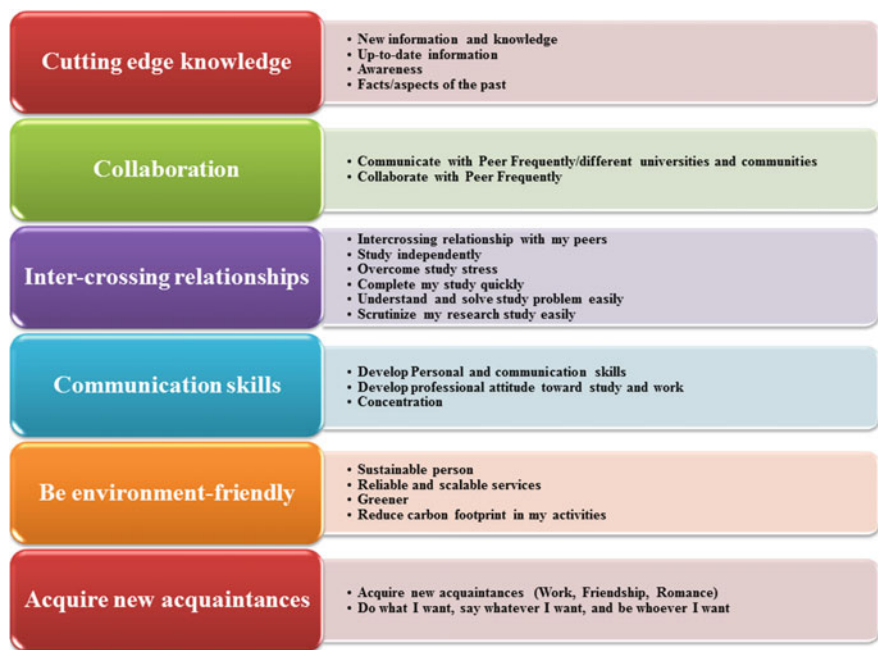 Cutting edge knowledge
• New information and knowledge
• Up-to-date information
• Awareness
• Facts/aspects of the past
Collaboration
• Communicate with Peer Frequently/different universities and communities
• Collaborate with Peer Frequently
Inter-crossing relationships
• Intercrossing relationship with my peers
• Study independently
• Overcome study stress
• Complete my study quickly
• Understand and solve study problem easily
• Scrutinize my research study easily
Communication skills
• Develop Personal and communication skills
• Develop professional attitude toward study and work
• Concentration
Be environment-friendly
• Sustainable person
• Reliable and scalable services
• Greener
• Reduce carbon footprint in my activities
Acquire new acquaintances
• Acquire new acquaintances (Work, Friendship, Romance)
• Do what I want, say whatever I want, and be whoever I want